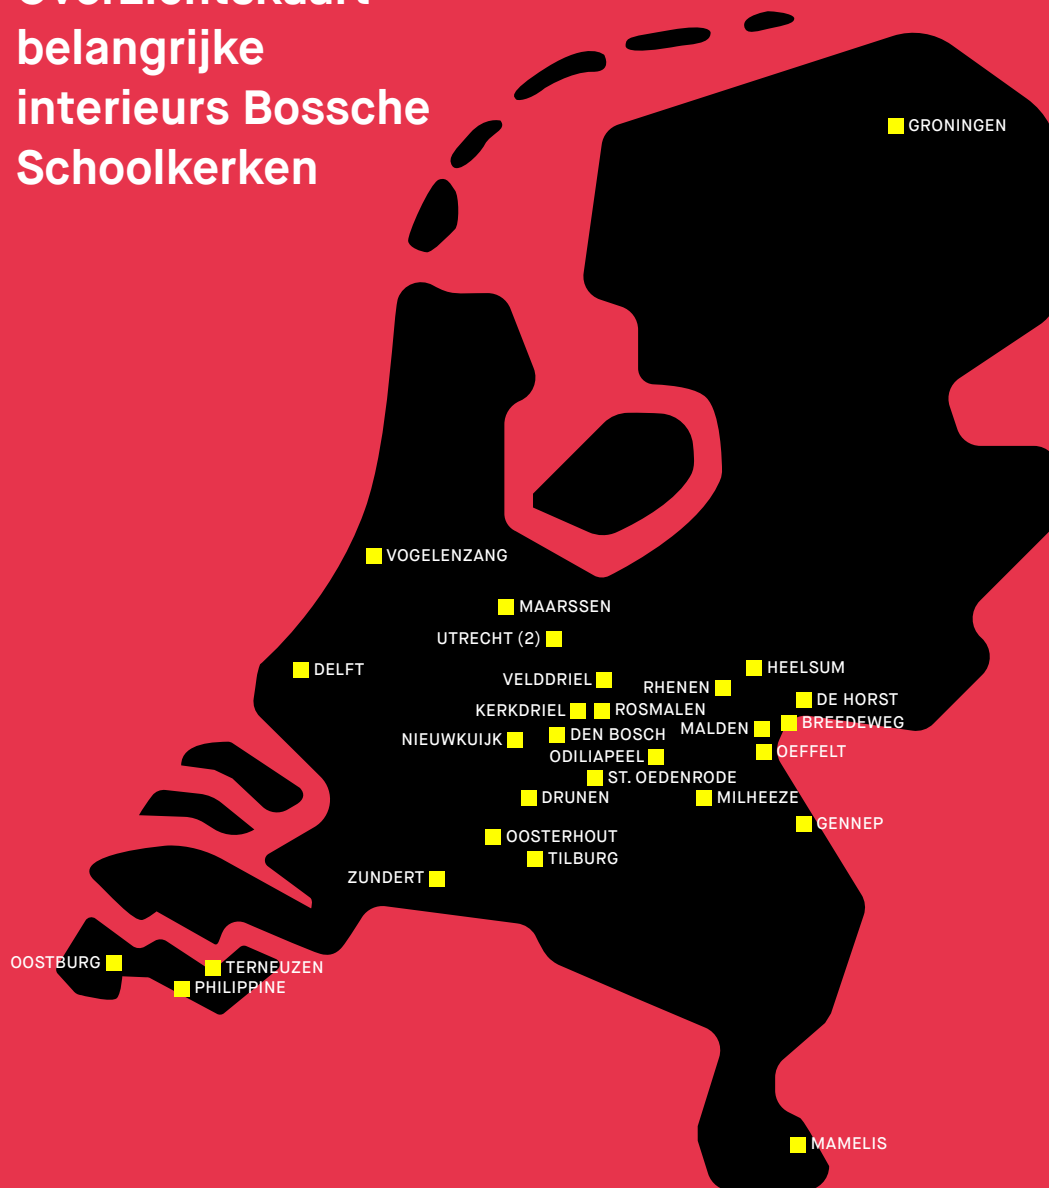 Overzichtskaart
belangrijke
interieurs Bossche
Schoolkerken
GRONINGEN
VOGELENZANG
MAARSSEN
UTRECHT (2)
DELFT
HEELSUM
VELDDRIEL
RHENEN
DE HORST
KERKDRIEL
ROSMALEN
BREEDEWEG
MALDEN
DEN BOSCH
NIEUWKUIJK
OEFFELT
ODILIAPEEL
ST. OEDENRODE
DRUNEN
MILHEEZE
GENNEP
OOSTERHOUT
TILBURG
ZUNDERT
OOSTBURG
TERNEUZEN
PHILIPPINE
MAMELIS